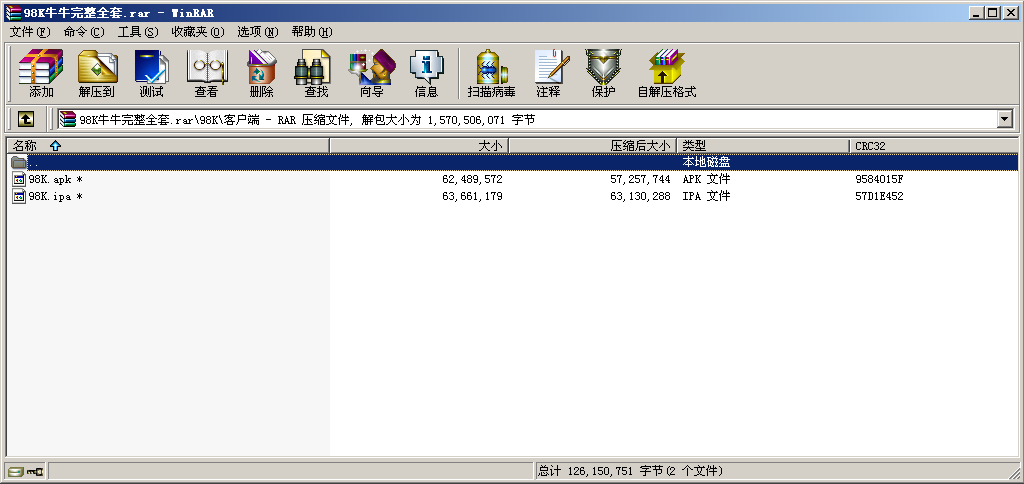 98K牛牛完整全套.rar - WinRAR
文件(F) 命令(C) 工具(S) 收藏夹(O) 选项(N) 帮助(H)
添加 解压到 测试 查看 删除 查找 向导 信息 扫描病毒 注释 保护 自解压格式
98K牛牛完整全套.rar\98K\客户端 - RAR 压缩文件, 解包大小为 1,570,506,071 字节
名称 大小 压缩后大小 类型 CRC32
.. 本地磁盘
98K.apk * 62,489,572 57,257,744 APK 文件 9584015F
98K.ipa * 63,661,179 63,130,288 IPA 文件 57D1E452
总计 126,150,751 字节(2 个文件)